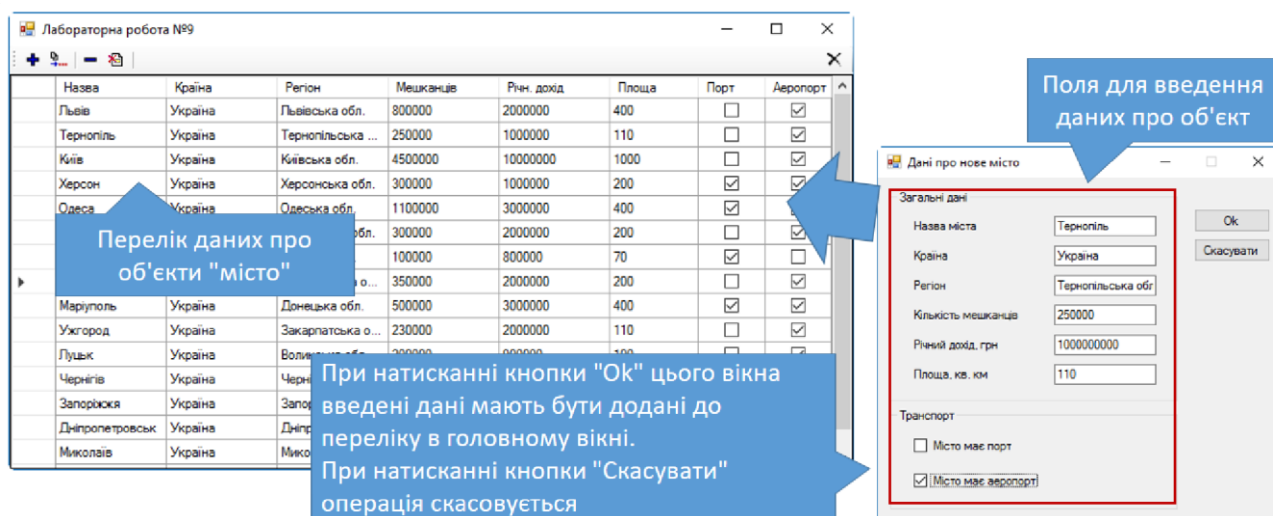 Лабораторна робота №9
Назва Країна Регіон Мешканців Річн. дохід Площа Порт Аеропорт
Львів Україна Львівська обл. 800000 2000000 400
Тернопіль Україна Тернопільська ... 250000 1000000 110
Київ Україна Київська обл. 4500000 10000000 1000
Херсон Україна Херсонська обл. 300000 1000000 200
Одеса Україна Одеська обл. 1100000 3000000 400
обл. 300000 2000000 200
100000 800000 70
о... 350000 2000000 200
Маріуполь Україна Донецька обл. 500000 3000000 400
Ужгород Україна Закарпатська о... 230000 2000000 110
Луцьк Україна
Чернігів Україна
Запоріжжя Україна
Дніпропетровськ Україна
Миколаїв Україна
Перелік даних про
об'єкти "місто"
При натисканні кнопки "Ok" цього вікна
введені дані мають бути додані до
переліку в головному вікні.
При натисканні кнопки "Скасувати"
операція скасовується
Поля для введення
даних про об'єкт
Дані про нове місто
Загальні дані
Назва міста Тернопіль
Ok
Країна Україна
Скасувати
Регіон Тернопільська обл
Кількість мешканців 250000
Річний дохід, грн 1000000000
Площа, кв. км 110
Транспорт
Місто має порт
Місто має аеропорт